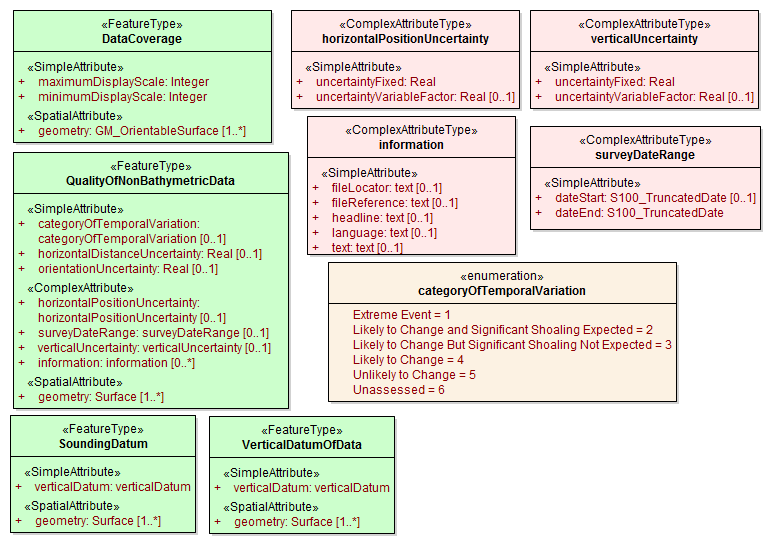 «FeatureType»
DataCoverage
«SimpleAttribute»
+ maximumDisplayScale: Integer
+ minimumDisplayScale: Integer
«SpatialAttribute»
+ geometry: GM_OrientableSurface [1..*]
«ComplexAttributeType»
horizontalPositionUncertainty
«SimpleAttribute»
+ uncertaintyFixed: Real
+ uncertaintyVariableFactor: Real [0..1]
«ComplexAttributeType»
verticalUncertainty
«SimpleAttribute»
+ uncertaintyFixed: Real
+ uncertaintyVariableFactor: Real [0..1]
«ComplexAttributeType»
information
«SimpleAttribute»
+ fileLocator: text [0..1]
+ fileReference: text [0..1]
+ headline: text [0..1]
+ language: text [0..1]
+ text: text [0..1]
«ComplexAttributeType»
surveyDateRange
«SimpleAttribute»
+ dateStart: S100_TruncatedDate [0..1]
+ dateEnd: S100_TruncatedDate
«FeatureType»
QualityOfNonBathymetricData
«SimpleAttribute»
+ categoryOfTemporalVariation:
categoryOfTemporalVariation [0..1]
+ horizontalDistanceUncertainty: Real [0..1]
+ orientationUncertainty: Real [0..1]
«ComplexAttribute»
+ horizontalPositionUncertainty:
horizontalPositionUncertainty [0..1]
+ surveyDateRange: surveyDateRange [0..1]
+ verticalUncertainty: verticalUncertainty [0..1]
+ information: information [0..*]
«SpatialAttribute»
+ geometry: Surface [1..*]
«enumeration»
categoryOfTemporalVariation
Extreme Event = 1
Likely to Change and Significant Shoaling Expected = 2
Likely to Change But Significant Shoaling Not Expected = 3
Likely to Change = 4
Unlikely to Change = 5
Unassessed = 6
«FeatureType»
SoundingDatum
«SimpleAttribute»
+ verticalDatum: verticalDatum
«SpatialAttribute»
+ geometry: Surface [1..*]
«FeatureType»
VerticalDatumOfData
«SimpleAttribute»
+ verticalDatum: verticalDatum
«SpatialAttribute»
+ geometry: Surface [1..*]